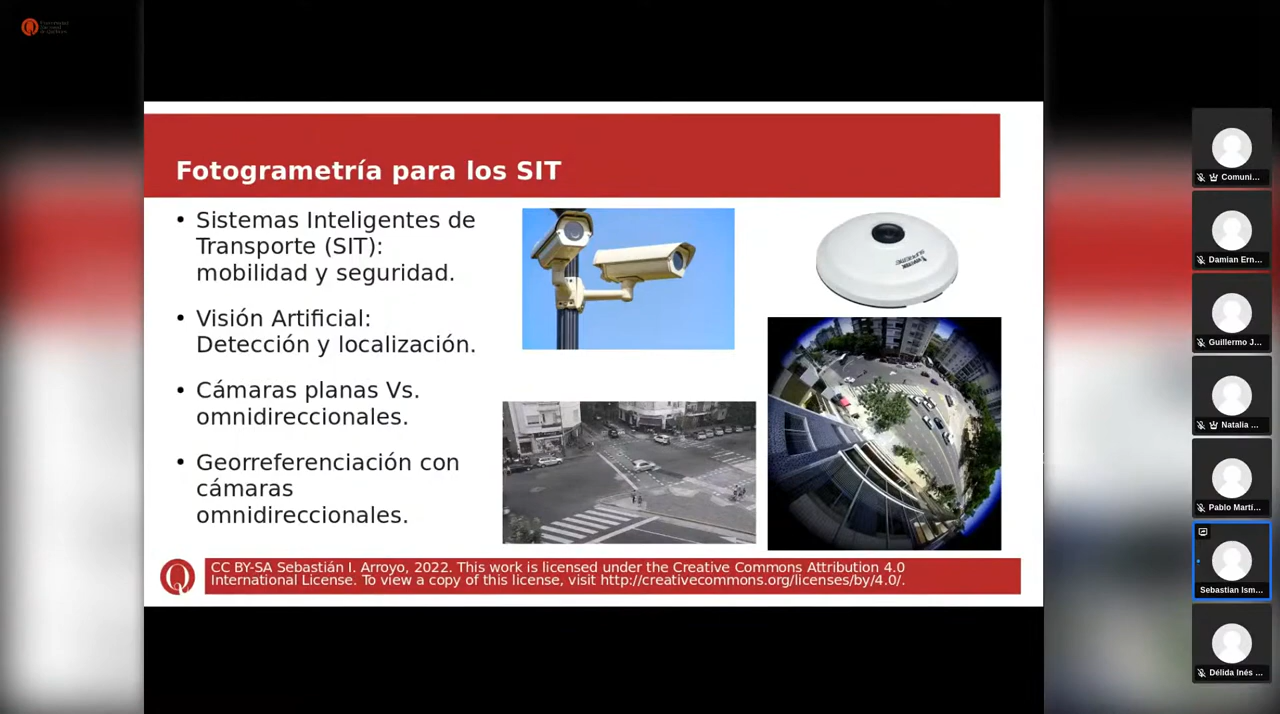 Fotogrametría para los SIT
• Sistemas Inteligentes de
Transporte (SIT):
mobilidad y seguridad.
• Visión Artificial:
Detección y localización.
• Cámaras planas Vs.
omnidireccionales.
• Georreferenciación con
cámaras
omnidireccionales.
CC BY-SA Sebastián I. Arroyo, 2022. This work is licensed under the Creative Commons Attribution 4.0
International License. To view a copy of this license, visit http://creativecommons.org/licenses/by/4.0/.
Comuni...
Damian Ern...
Guillermo J...
Natalia ...
Pablo Marti...
Sebastian Ism...
Délida Inés ...